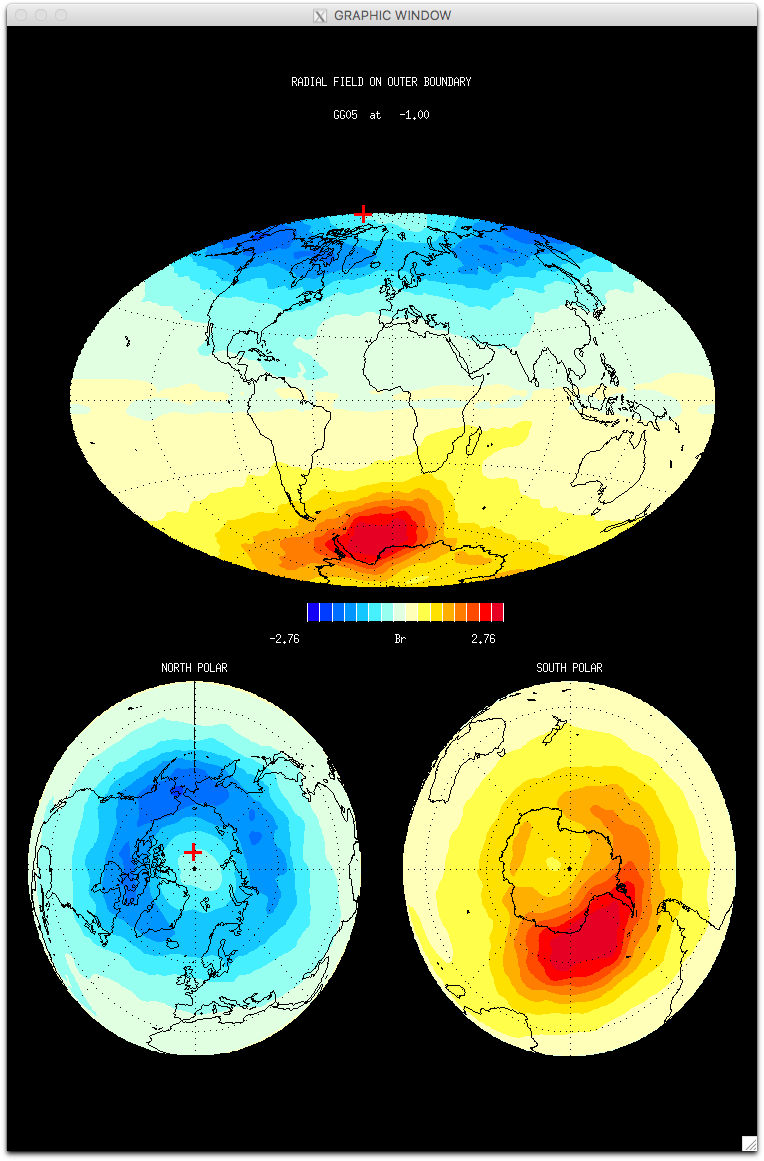 GRAPHIC WINDOW
RADIAL FIELD ON OUTER BOUNDARY
GG05 at -1.00
-2.76 Br 2.76
NORTH POLAR SOUTH POLAR